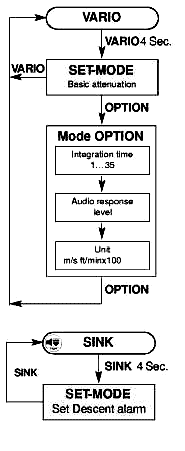 VARIO
VARIO 4 Sec.
VARIO
SET-MODE
Basic attenuation
OPTION
Mode OPTION
Integration time
1...35
Audio response
level
Unit
m/s ft/minx100
OPTION
SINK
SINK 4 Sec.
SINK
SET-MODE
Set Descent alarm